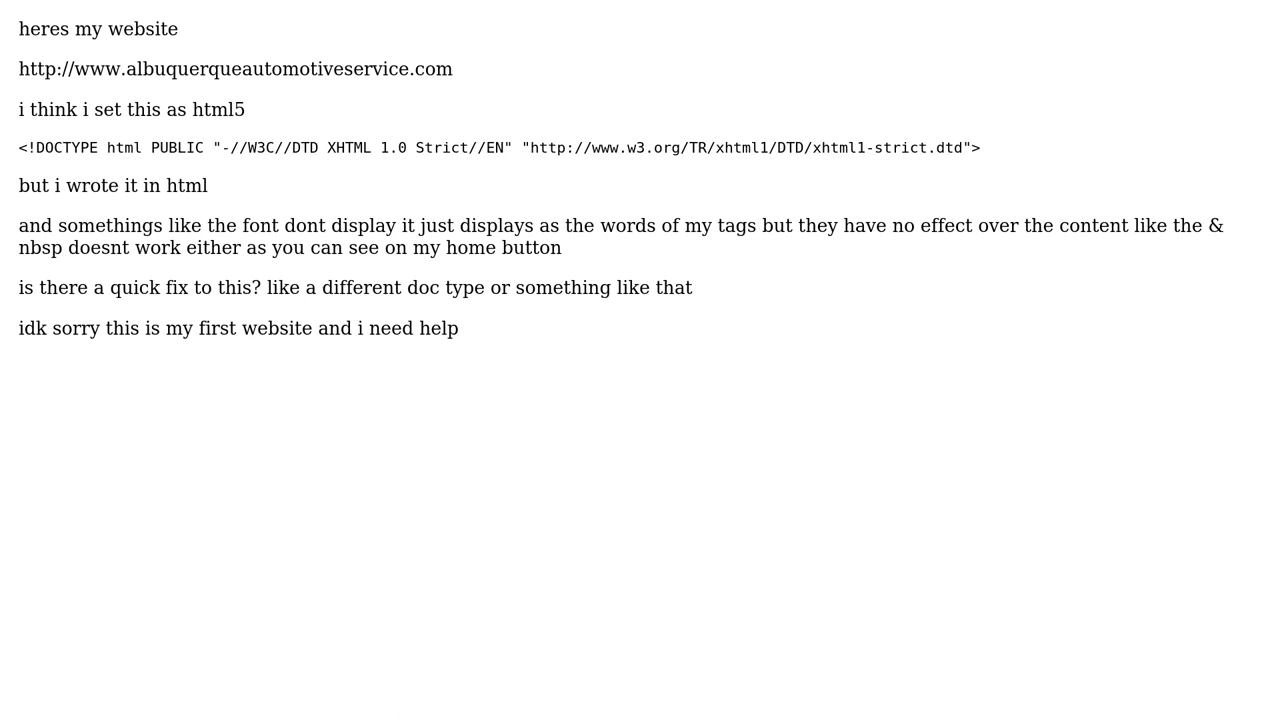 heres my website
http://www.albuquerqueautomotiveservice.com
i think i set this as html5
<!DOCTYPE html PUBLIC "-//W3C//DTD XHTML 1.0 Strict//EN" "http://www.w3.org/TR/xhtml1/DTD/xhtml1-strict.dtd">
but i wrote it in html
and somethings like the font dont display it just displays as the words of my tags but they have no effect over the content like the &
nbsp doesnt work either as you can see on my home button
is there a quick fix to this? like a different doc type or something like that
idk sorry this is my first website and i need help